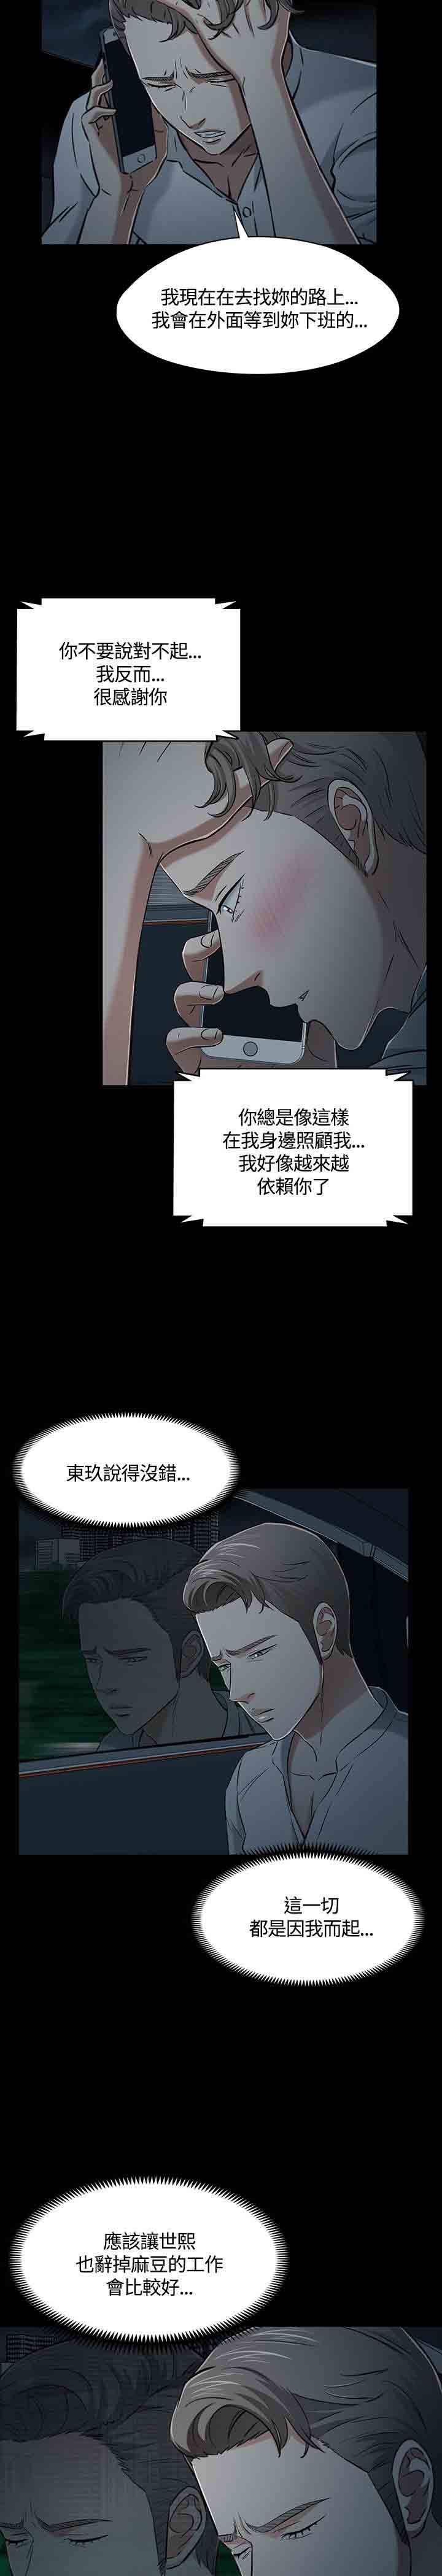 我現在在去找妳的路上...
我會在外面等到妳下班的...
你不要說對不起...
我反而...
很感謝你
你總是像這樣
在我身邊照顧我...
我好像越來越
依賴你了
東玖說得沒錯...
這一切
都是因我而起...
應該讓世熙
也辭掉麻豆的工作
會比較好...